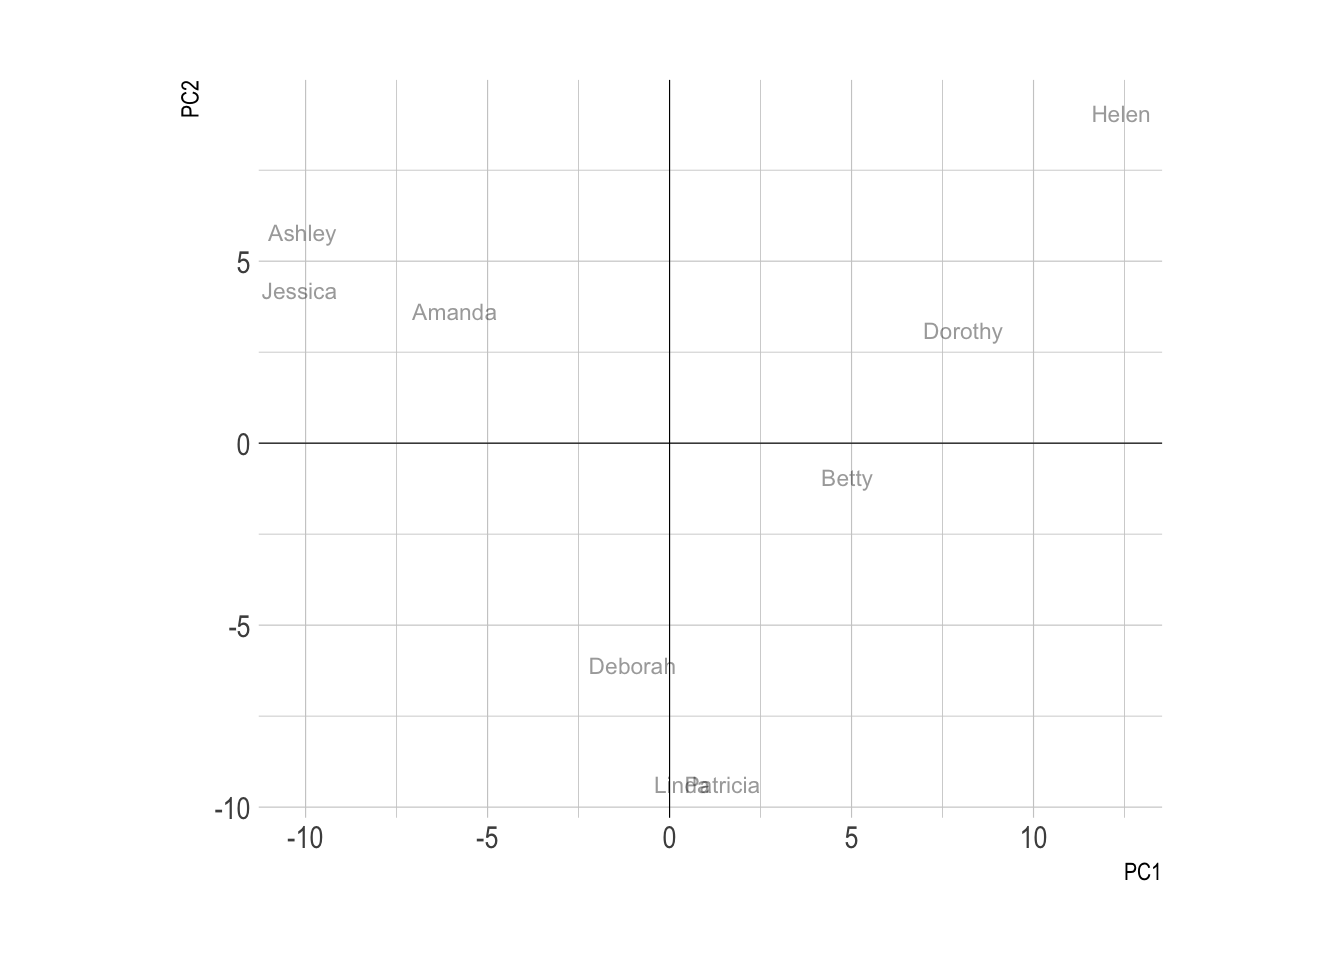 PC2
Helen
Ashley
5
Jessica
Amanda
Dorothy
0
Betty
-5
Deborah
Linda
Patricia
-10
-10 -5 0 5 10
PC1